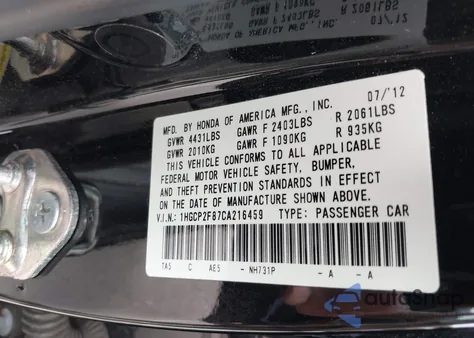 MFD. BY HONDA OF AMERICA MFG., INC. 07/'12
GVWR 4431LBS GAWR F 2403LBS R 2061LBS
GVWR 2010KG GAWR F 1090KG R 935KG
THIS VEHICLE CONFORMS TO ALL APPLICABLE
FEDERAL MOTOR VEHICLE SAFETY, BUMPER,
AND THEFT PREVENTION STANDARDS IN EFFECT
ON THE DATE OF MANUFACTURE SHOWN ABOVE.
V.I.N.: 1HGCP2F87CA216459 TYPE: PASSENGER CAR
TA5 C AE5 - NH731P - A - A
autoSnap